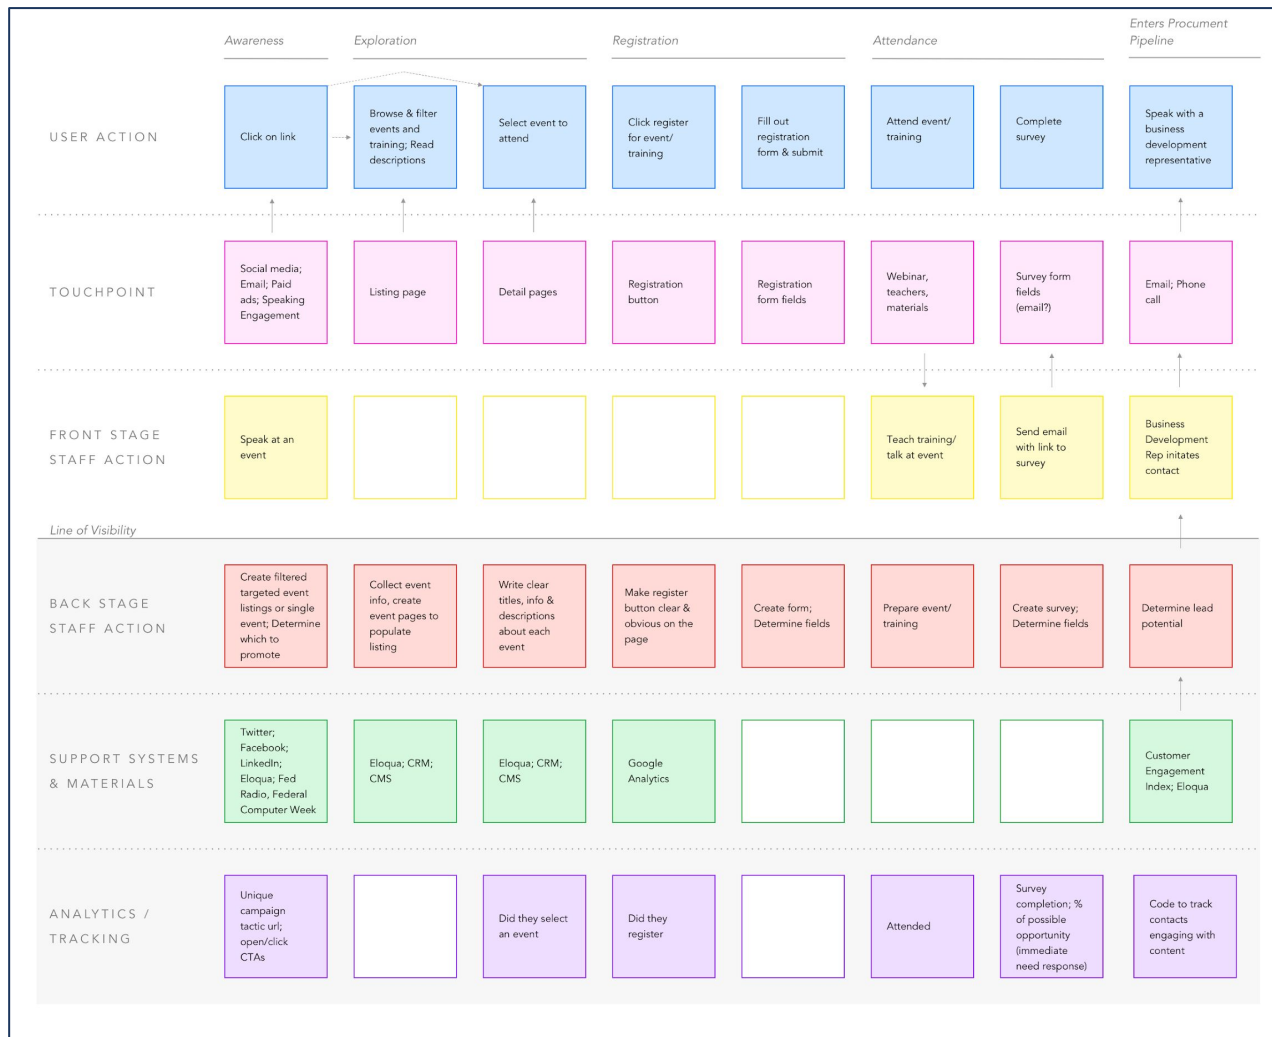 Awareness
Exploration
Registration
Attendance
Enters Procument
Pipeline
USER ACTION
Click on link
Browse & filter
events and
training; Read
descriptions
Select event to
attend
Click register
for event/
training
Fill out
registration
form & submit
Attend event/
training
Complete
survey
Speak with a
business
development
representative
TOUCHPOINT
Social media;
Email; Paid
ads; Speaking
Engagement
Listing page
Detail pages
Registration
button
Registration
form fields
Webinar,
teachers,
materials
Survey form
fields
(email?)
Email; Phone
call
FRONT STAGE
STAFF ACTION
Speak at an
event
Teach training/
talk at event
Send email
with link to
survey
Business
Development
Rep initates
contact
Line of Visibility
BACK STAGE
STAFF ACTION
Create filtered
targeted event
listings or single
event; Determine
which to
promote
Collect event
info, create
event pages to
populate
listing
Write clear
titles, info &
descriptions
about each
event
Make register
button clear &
obvious on the
page
Create form;
Determine fields
Prepare event/
training
Create survey;
Determine fields
Determine lead
potential
SUPPORT SYSTEMS
& MATERIALS
Twitter;
Facebook;
LinkedIn;
Eloqua; Fed
Radio, Federal
Computer Week
Eloqua; CRM;
CMS
Eloqua; CRM;
CMS
Google
Analytics
Customer
Engagement
Index; Eloqua
ANALYTICS /
TRACKING
Unique
campaign
tactic url;
open/click
CTAs
Did they select
an event
Did they
register
Attended
Survey
completion; %
of possible
opportunity
(immediate
need response)
Code to track
contacts
engaging with
content